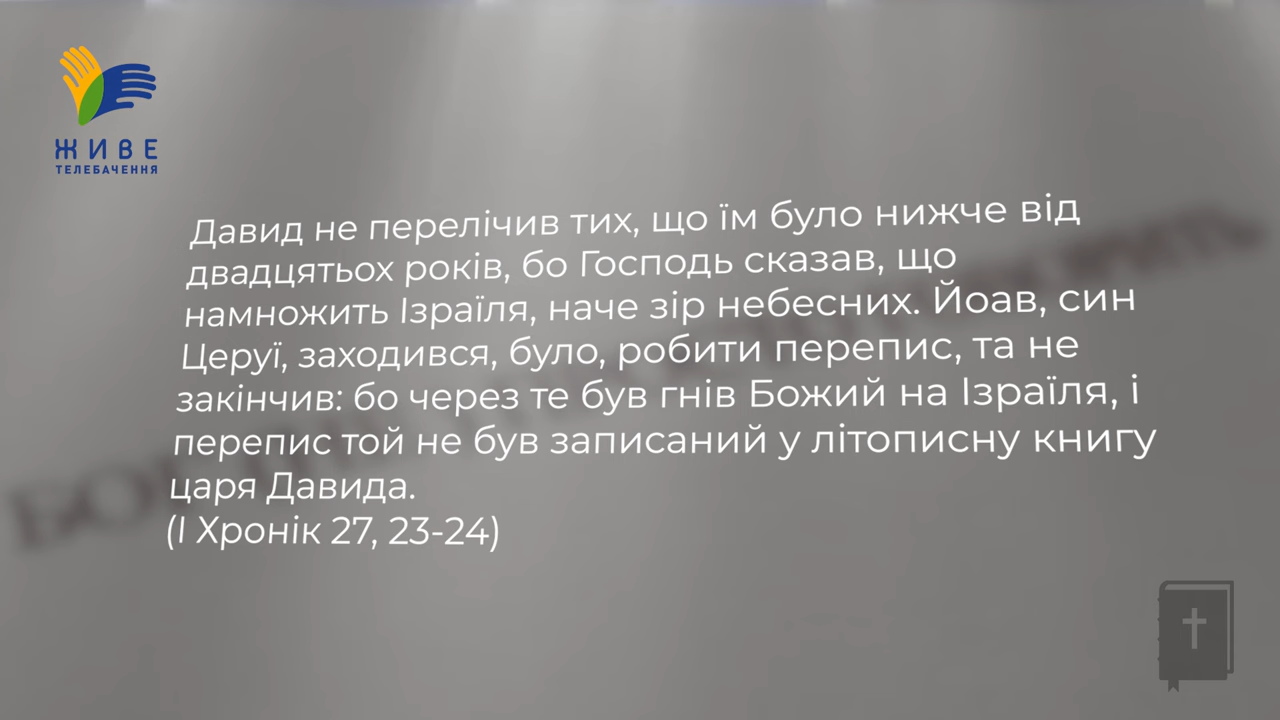 ЖИВЕ
ТЕЛЕБАЧЕННЯ
Давид не перелічив тих, що їм було нижче від
двадцятьох років, бо Господь сказав, що
намножить Ізраїля, наче зір небесних. Йоав, син
Церуї, заходився, було, робити перепис, та не
закінчив: бо через те був гнів Божий на Ізраїля, і
перепис той не був записаний у літописну книгу
царя Давида.
(І Хронік 27, 23-24)